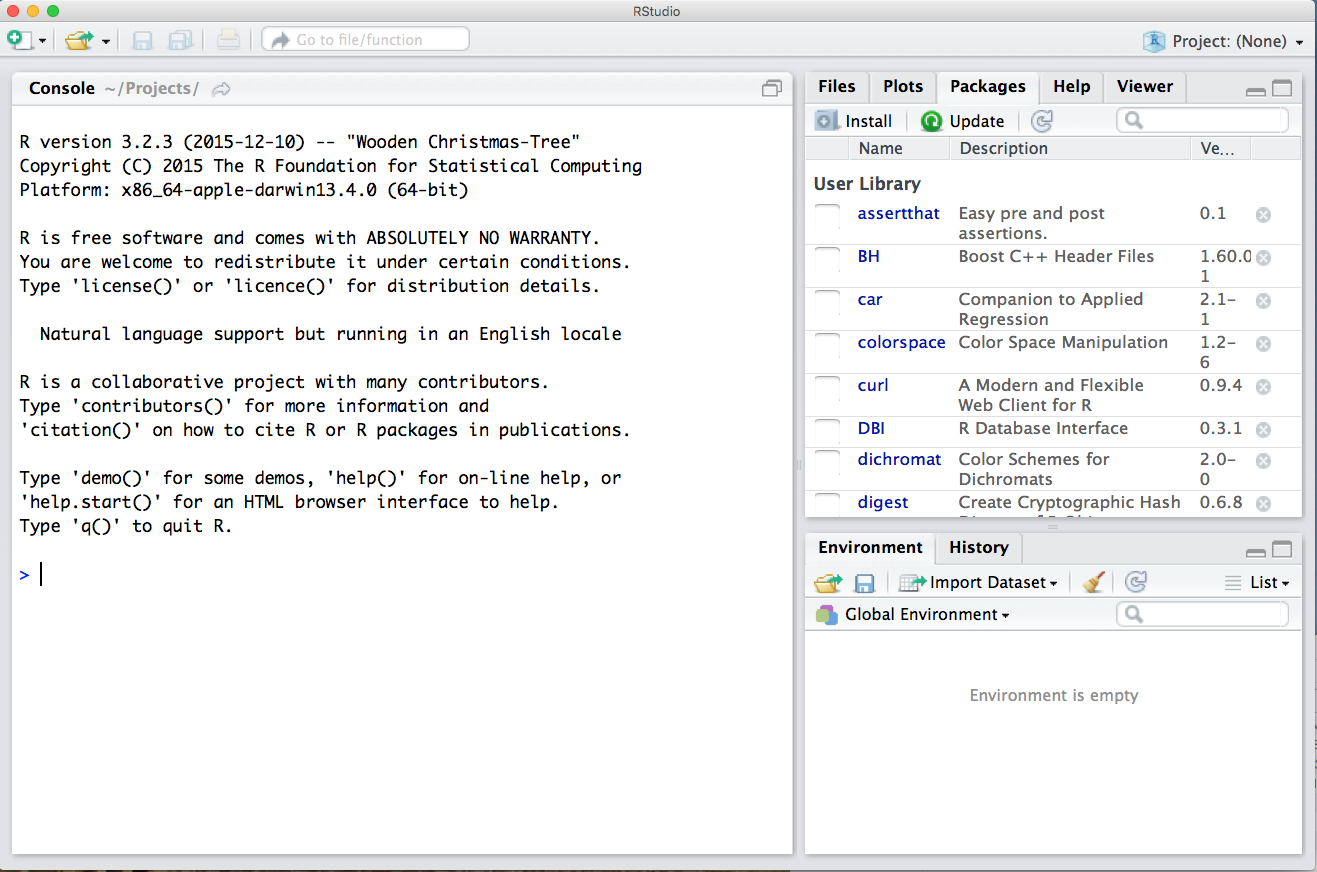 RStudio
Go to file/function
Project: (None)
Console ~/Projects/
R version 3.2.3 (2015-12-10) -- "Wooden Christmas-Tree"
Copyright (C) 2015 The R Foundation for Statistical Computing
Platform: x86_64-apple-darwin13.4.0 (64-bit)
R is free software and comes with ABSOLUTELY NO WARRANTY.
You are welcome to redistribute it under certain conditions.
Type 'license()' or 'licence()' for distribution details.
Natural language support but running in an English locale
R is a collaborative project with many contributors.
Type 'contributors()' for more information and
'citation()' on how to cite R or R packages in publications.
Type 'demo()' for some demos, 'help()' for on-line help, or
'help.start()' for an HTML browser interface to help.
Type 'q()' to quit R.
>
Files Plots Packages Help Viewer
Install Update
Name Description Ve...
User Library
assertthat Easy pre and post 0.1
assertions.
BH Boost C++ Header Files 1.60.0
1
car Companion to Applied 2.1-
Regression 1
colorspace Color Space Manipulation 1.2-
6
curl A Modern and Flexible 0.9.4
Web Client for R
DBI R Database Interface 0.3.1
dichromat Color Schemes for 2.0-
Dichromats 0
digest Create Cryptographic Hash 0.6.8
Environment History
Import Dataset List
Global Environment
Environment is empty